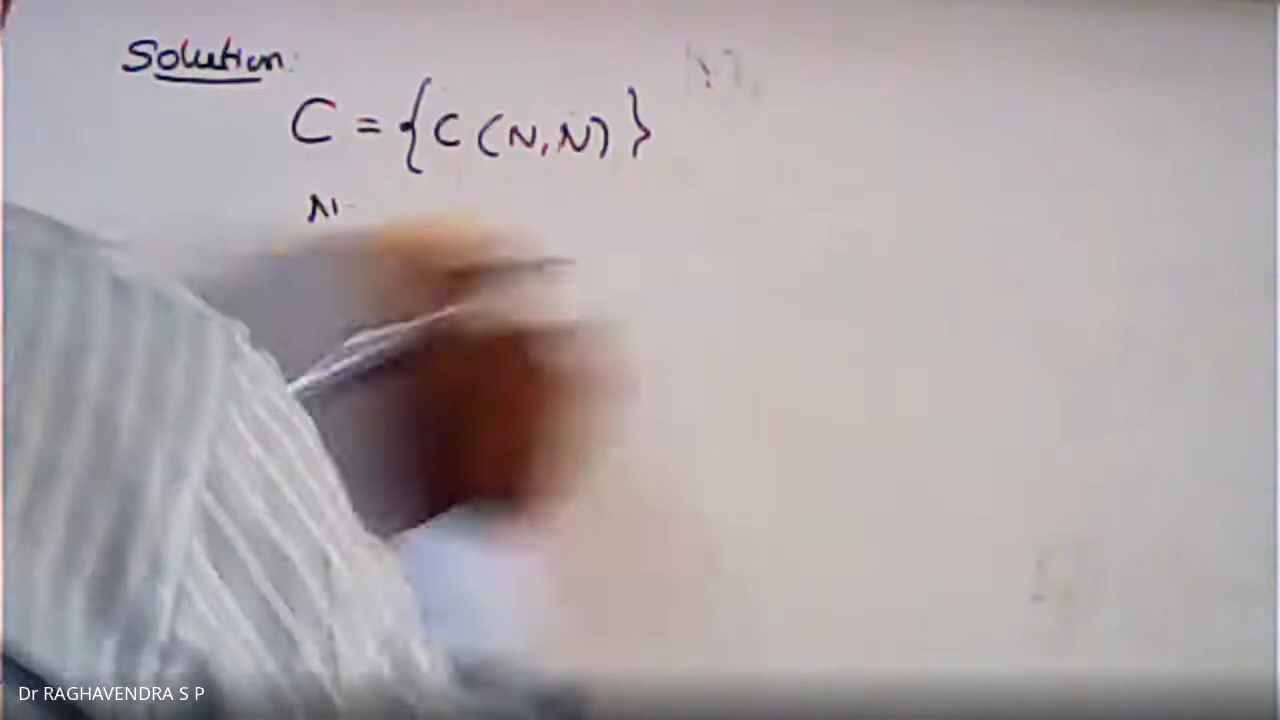 Solution:
C = { C (N, N) }
N
Dr RAGHAVENDRA S P